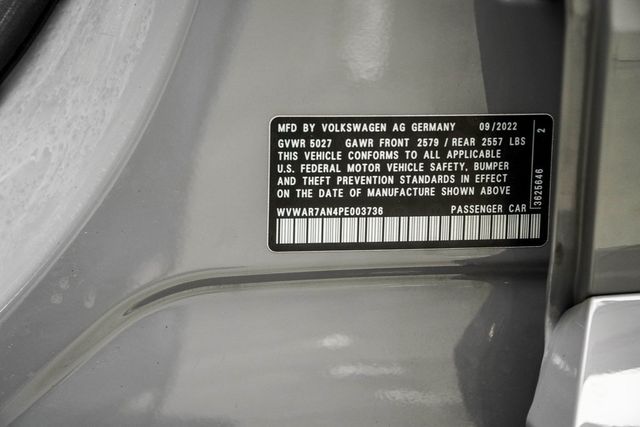 MFD BY VOLKSWAGEN AG GERMANY 09/2022
GVWR 5027 GAWR FRONT 2579 / REAR 2557 LBS
THIS VEHICLE CONFORMS TO ALL APPLICABLE
U.S. FEDERAL MOTOR VEHICLE SAFETY, BUMPER
AND THEFT PREVENTION STANDARDS IN EFFECT
ON THE DATE OF MANUFACTURE SHOWN ABOVE
WVWAR7AN4PE003736 PASSENGER CAR
3625646 2